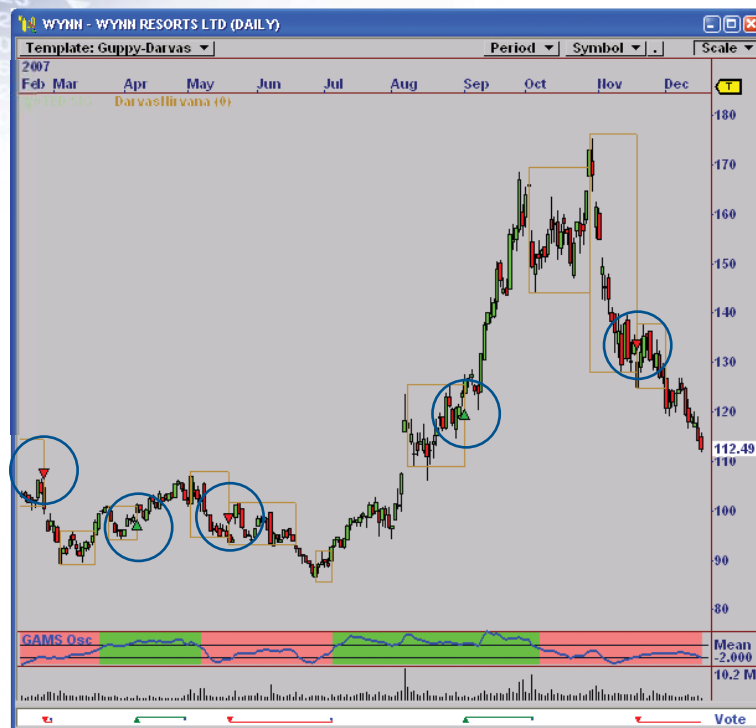 WYNN - WYNN RESORTS LTD (DAILY)
Template: Guppy-Darvas Period Symbol . Scale
2007
Feb Mar Apr May Jun Jul Aug Sep Oct Nov Dec
T
DarvasNirvana (0)
180
170
160
150
140
130
120
112.49
110
100
90
80
GAMS Osc
Mean
-2.000
10.2 M
Vote